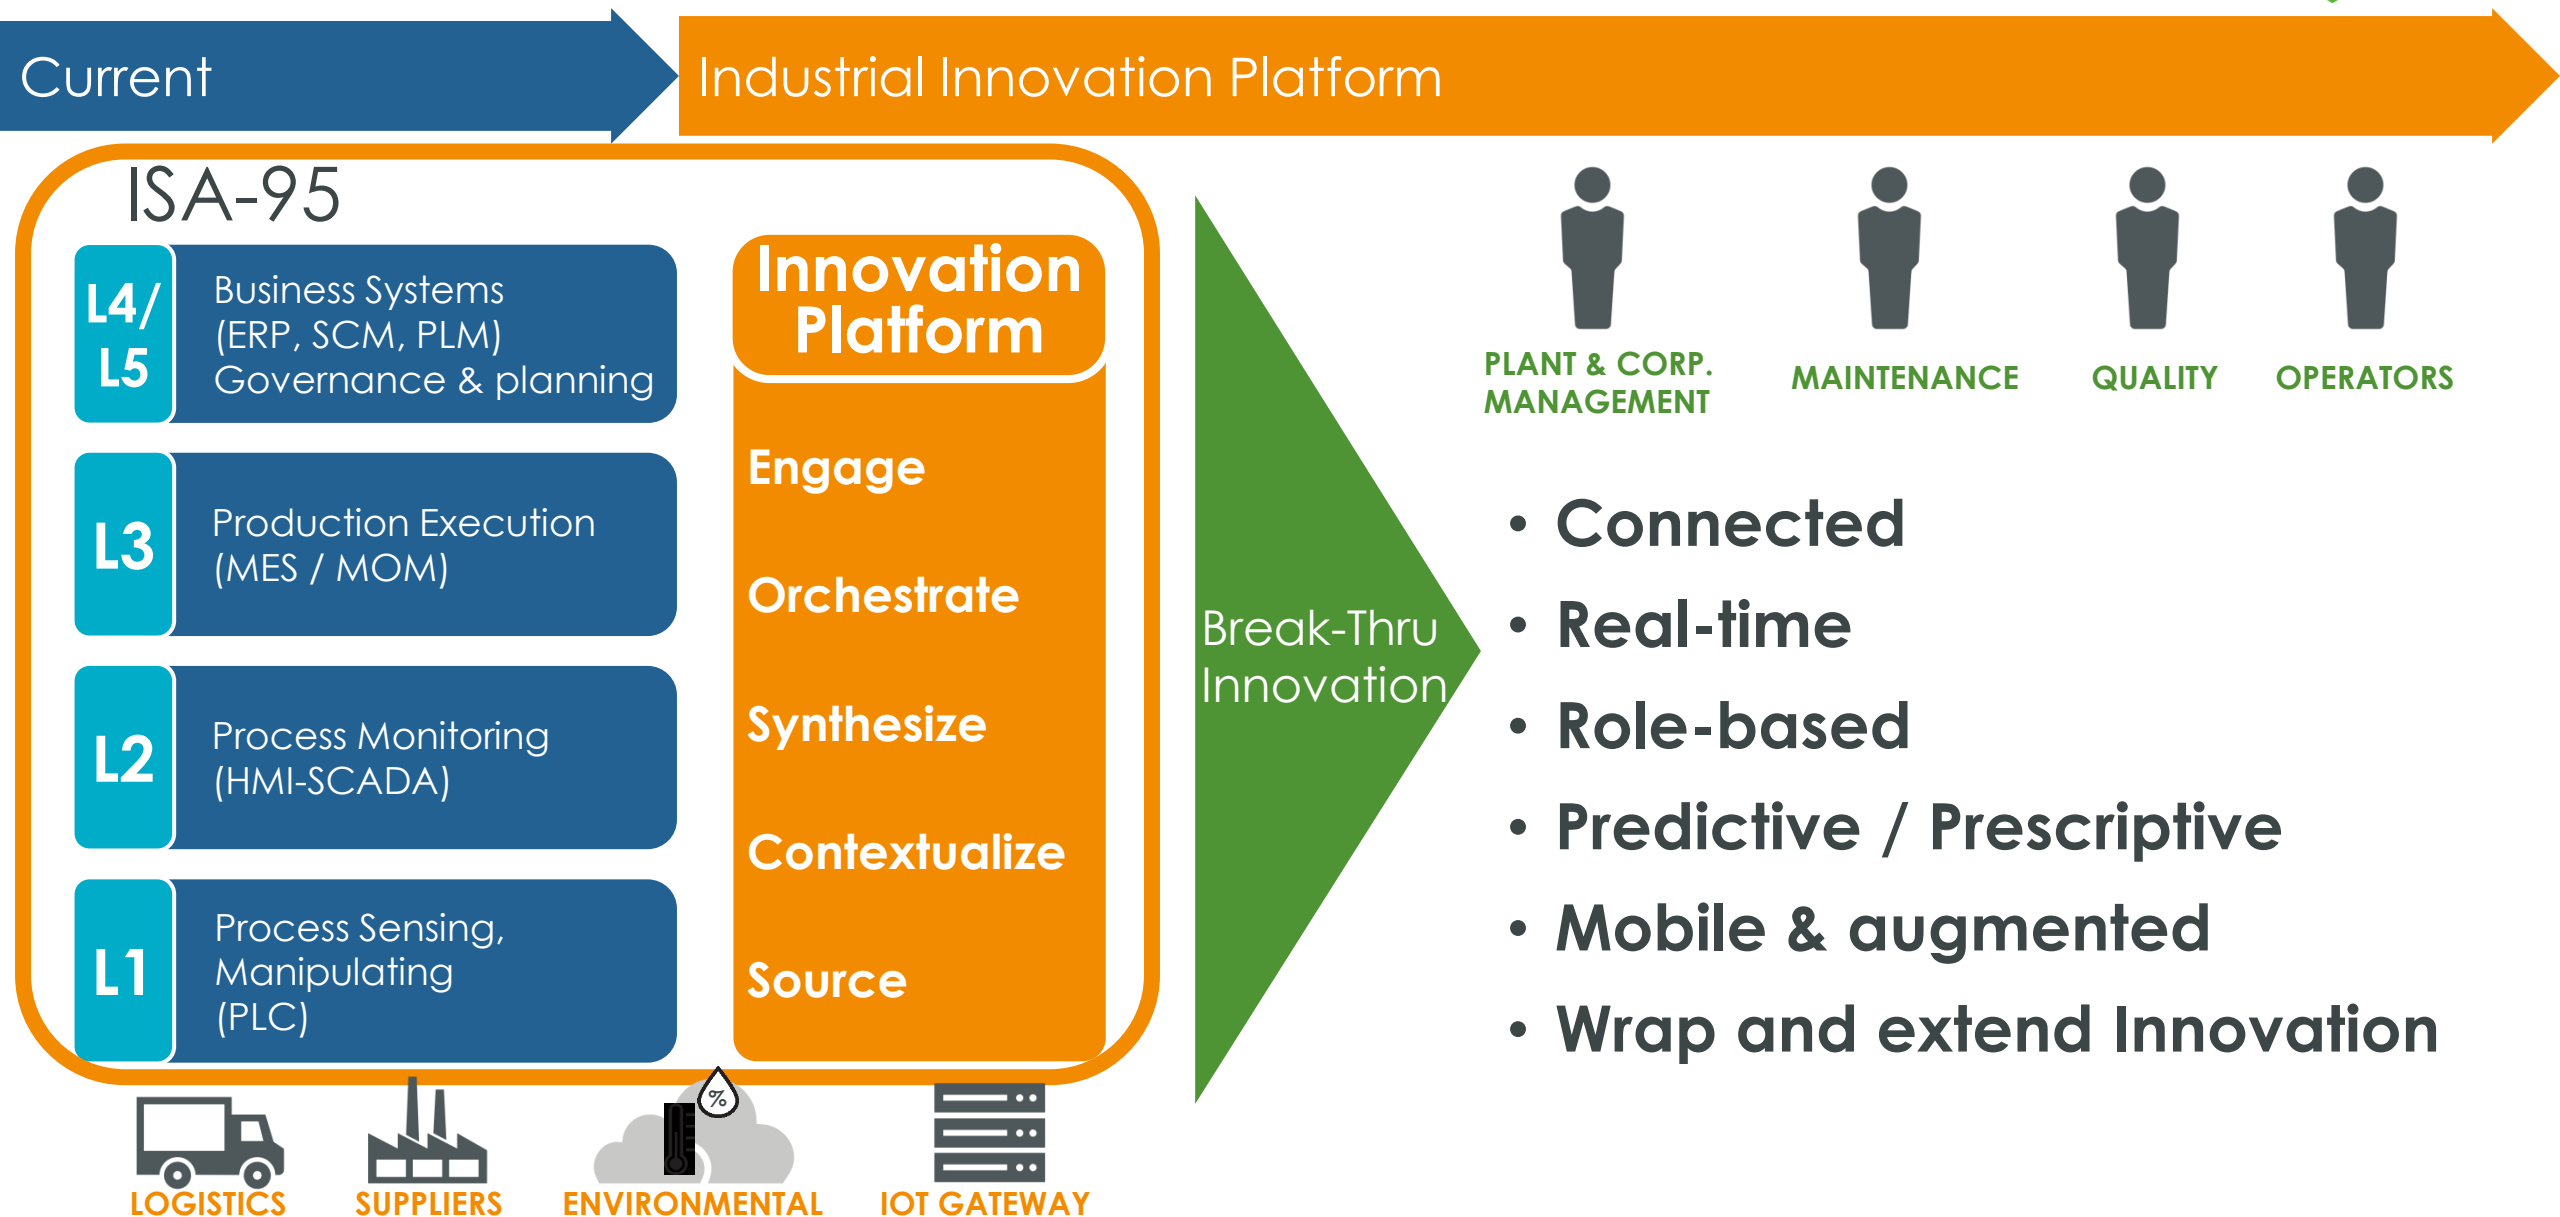 Current
Industrial Innovation Platform
ISA-95
L4/
L5
Business Systems
(ERP, SCM, PLM)
Governance & planning
L3
Production Execution
(MES / MOM)
L2
Process Monitoring
(HMI-SCADA)
L1
Process Sensing,
Manipulating
(PLC)
Innovation
Platform
Engage
Orchestrate
Synthesize
Contextualize
Source
Break-Thru
Innovation
PLANT & CORP.
MANAGEMENT
MAINTENANCE
QUALITY
OPERATORS
• Connected
• Real-time
• Role-based
• Predictive / Prescriptive
• Mobile & augmented
• Wrap and extend Innovation
%
LOGISTICS
SUPPLIERS
ENVIRONMENTAL
IOT GATEWAY